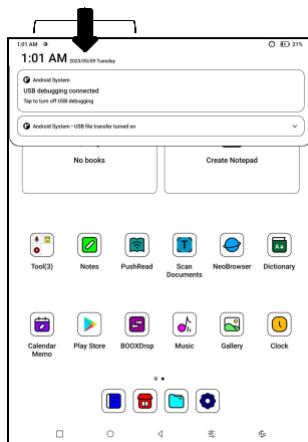 1:01 AM 21%
1:01 AM 2023/05/09 Tuesday
Android System
USB debugging connected
Tap to turn off USB debugging
Android System • USB file transfer turned on
No books Create Notepad
Tool(3) Notes PushRead Scan Documents NeoBrowser Dictionary
Calendar Memo Play Store BOOXDrop Music Gallery Clock